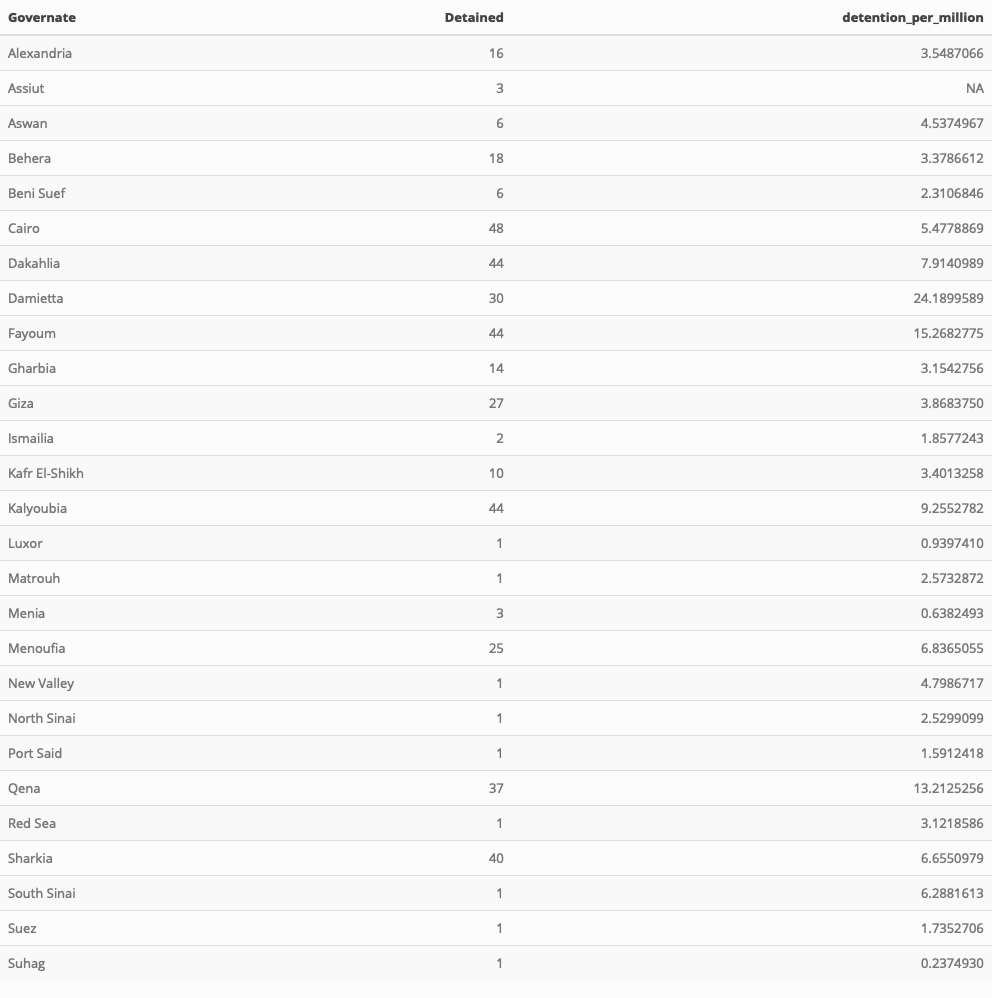 Governate Detained detention_per_million
Alexandria 16 3.5487066
Assiut 3 NA
Aswan 6 4.5374967
Behera 18 3.3786612
Beni Suef 6 2.3106846
Cairo 48 5.4778869
Dakahlia 44 7.9140989
Damietta 30 24.1899589
Fayoum 44 15.2682775
Gharbia 14 3.1542756
Giza 27 3.8683750
Ismailia 2 1.8577243
Kafr El-Shikh 10 3.4013258
Kalyoubia 44 9.2552782
Luxor 1 0.9397410
Matrouh 1 2.5732872
Menia 3 0.6382493
Menoufia 25 6.8365055
New Valley 1 4.7986717
North Sinai 1 2.5299099
Port Said 1 1.5912418
Qena 37 13.2125256
Red Sea 1 3.1218586
Sharkia 40 6.6550979
South Sinai 1 6.2881613
Suez 1 1.7352706
Suhag 1 0.2374930